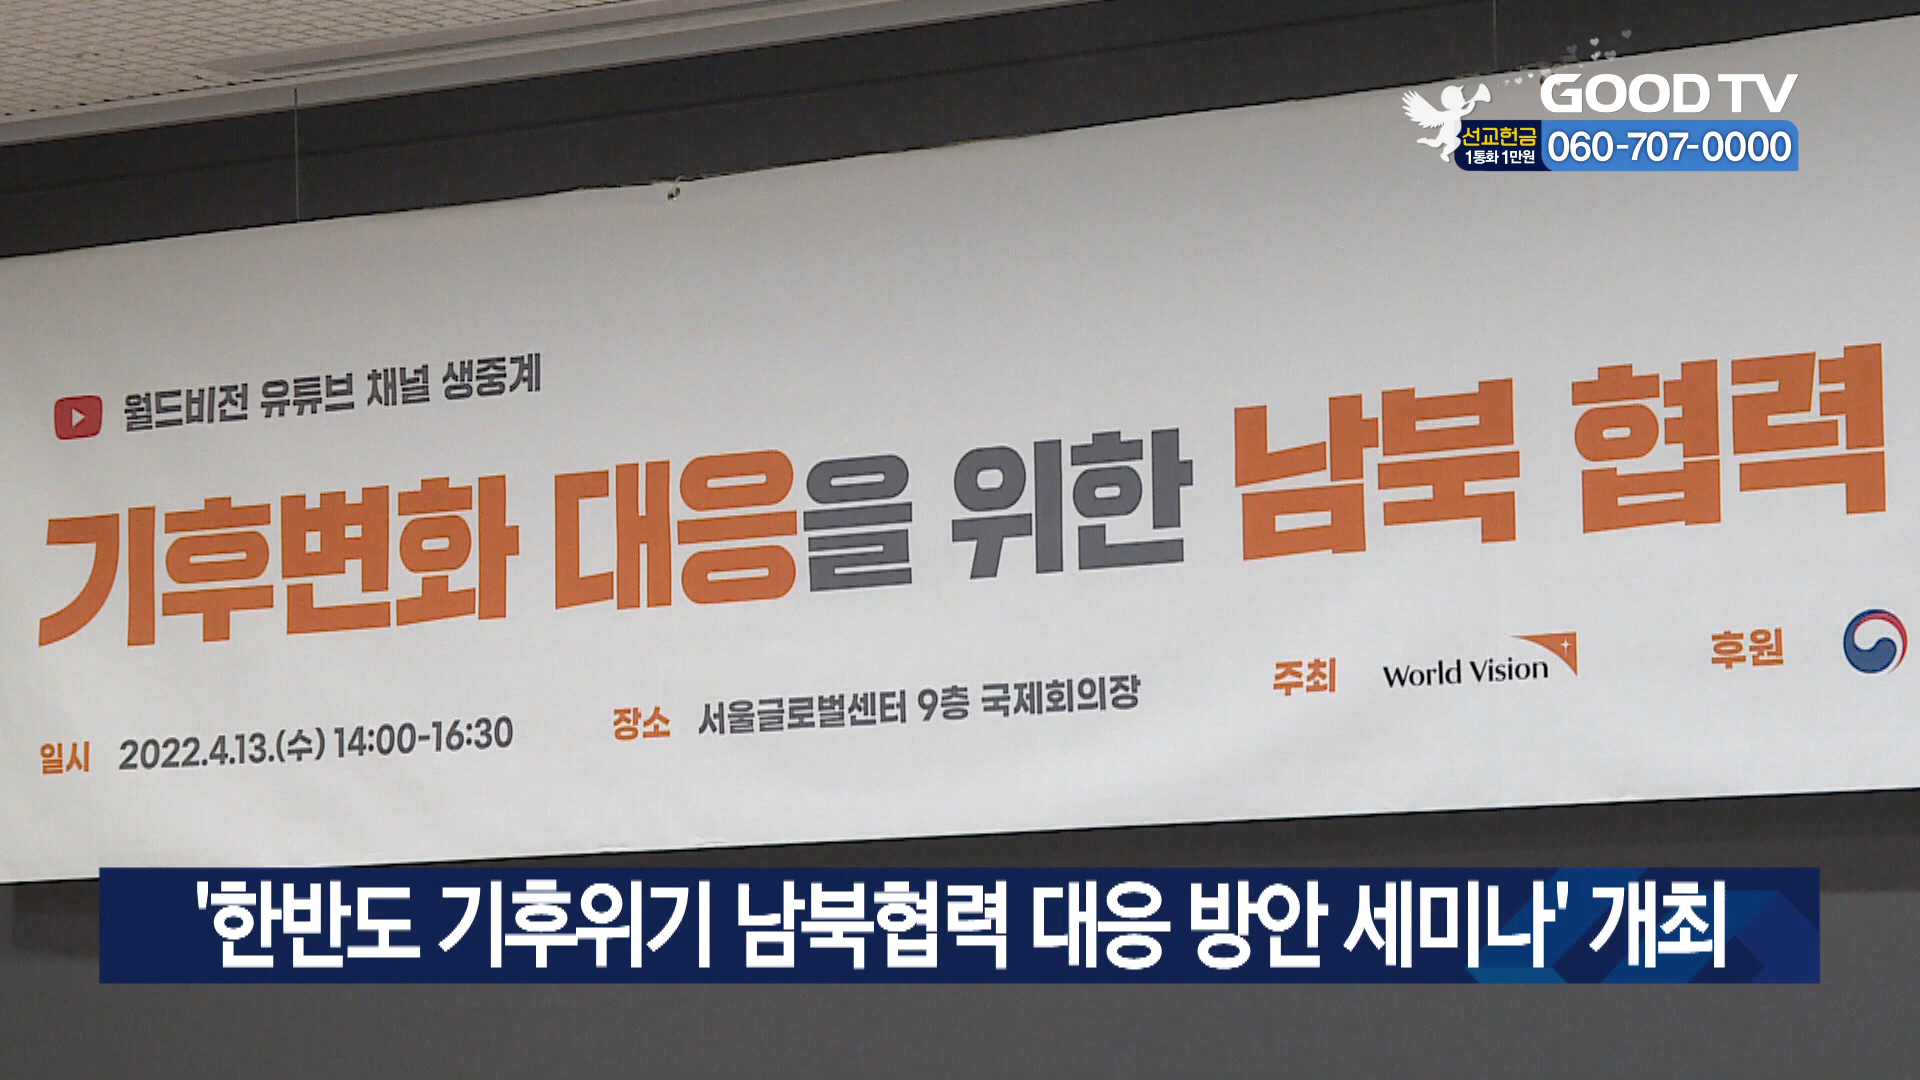 GOODTV
선교헌금
1통화 1만원
060-707-0000
월드비전 유튜브 채널 생중계
기후변화 대응을 위한 남북 협력
일시 2022.4.13.(수) 14:00-16:30 장소 서울글로벌센터 9층 국제회의장 주최 World Vision 후원
'한반도 기후위기 남북협력 대응 방안 세미나' 개최